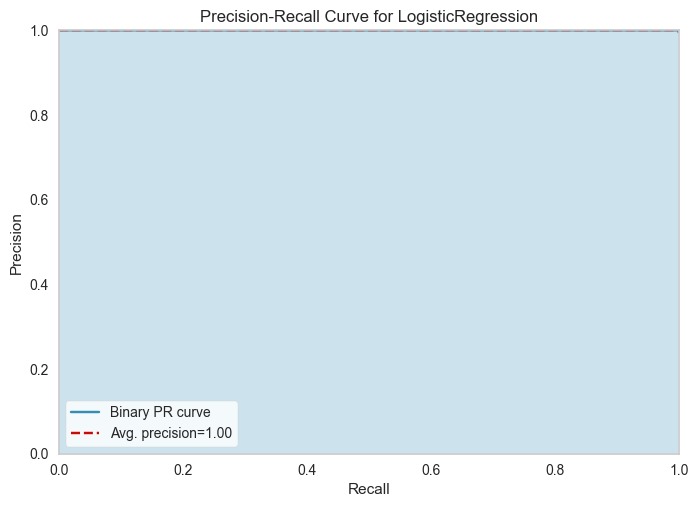 Precision-Recall Curve for LogisticRegression
1.0
0.8
0.6
0.4
0.2
0.0
Precision
Binary PR curve
Avg. precision=1.00
0.0 0.2 0.4 0.6 0.8 1.0
Recall